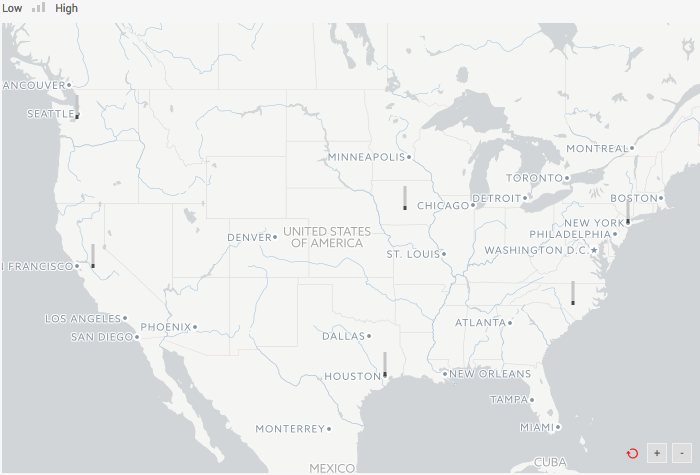 Low High
ANCOUVER
SEATTLE
MINNEAPOLIS
MONTREAL
TORONTO
CHICAGO
DETROIT
BOSTON
NEW YORK
PHILADELPHIA
DENVER
UNITED STATES
OF AMERICA
ST. LOUIS
WASHINGTON D.C.
N FRANCISCO
LOS ANGELES
PHOENIX
SAN DIEGO
ATLANTA
DALLAS
HOUSTON
NEW ORLEANS
TAMPA
MONTERREY
MIAMI
MEXICO
CUBA
+ -